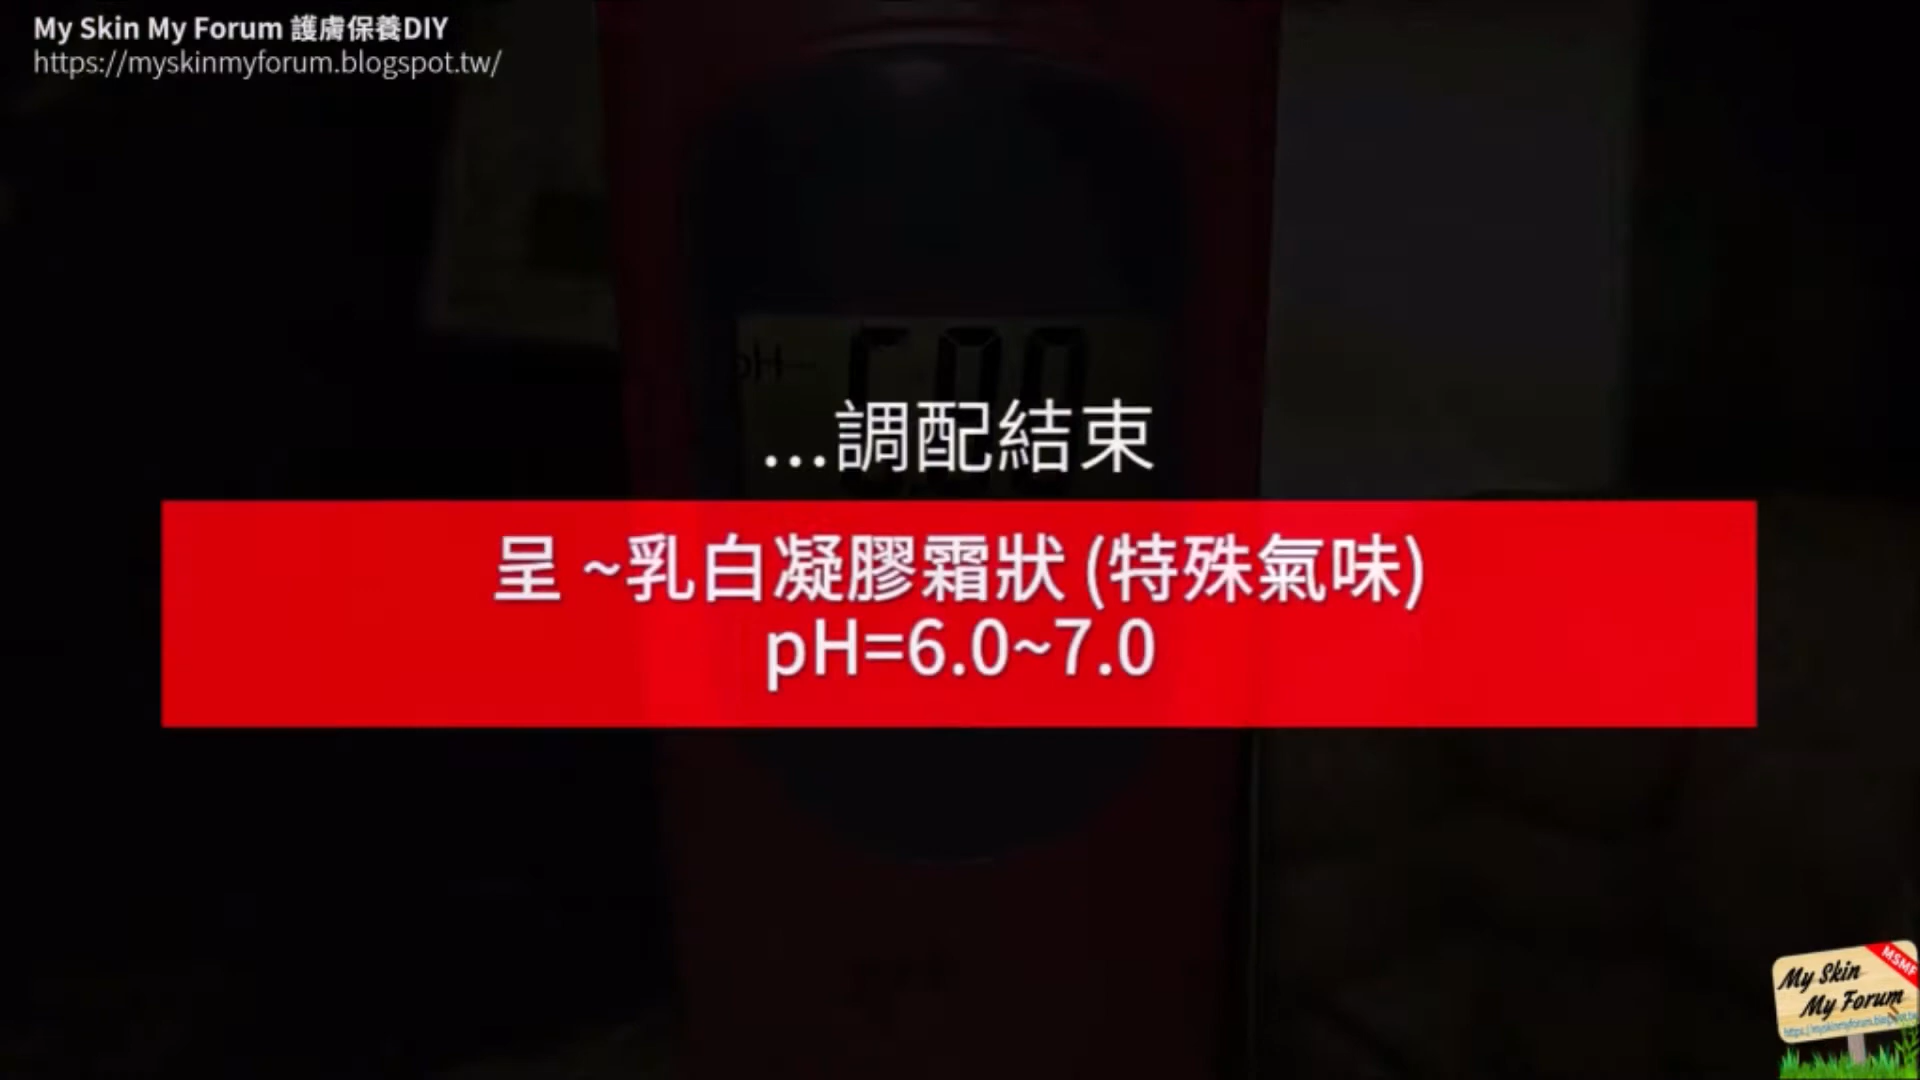 My Skin My Forum 護膚保養DIY
https://myskinmyforum.blogspot.tw/
pH
...調配結束
呈 ~乳白凝膠霜狀 (特殊氣味)
pH=6.0~7.0
MSMF
My Skin
My Forum